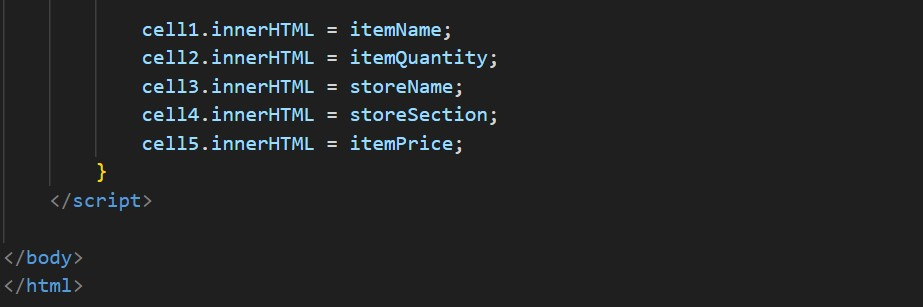 cell1.innerHTML = itemName;
cell2.innerHTML = itemQuantity;
cell3.innerHTML = storeName;
cell4.innerHTML = storeSection;
cell5.innerHTML = itemPrice;
}
</script>
</body>
</html>